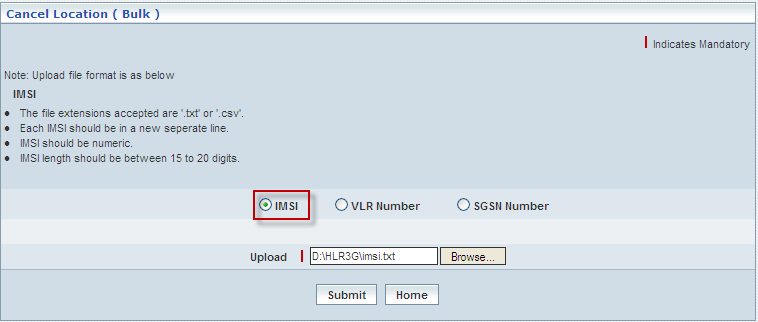 Cancel Location ( Bulk )
Indicates Mandatory
Note: Upload file format is as below
IMSI
• The file extensions accepted are '.txt' or '.csv'.
• Each IMSI should be in a new seperate line.
• IMSI should be numeric.
• IMSI length should be between 15 to 20 digits.
IMSI VLR Number SGSN Number
Upload D:\HLR3G\imsi.txt Browse...
Submit Home